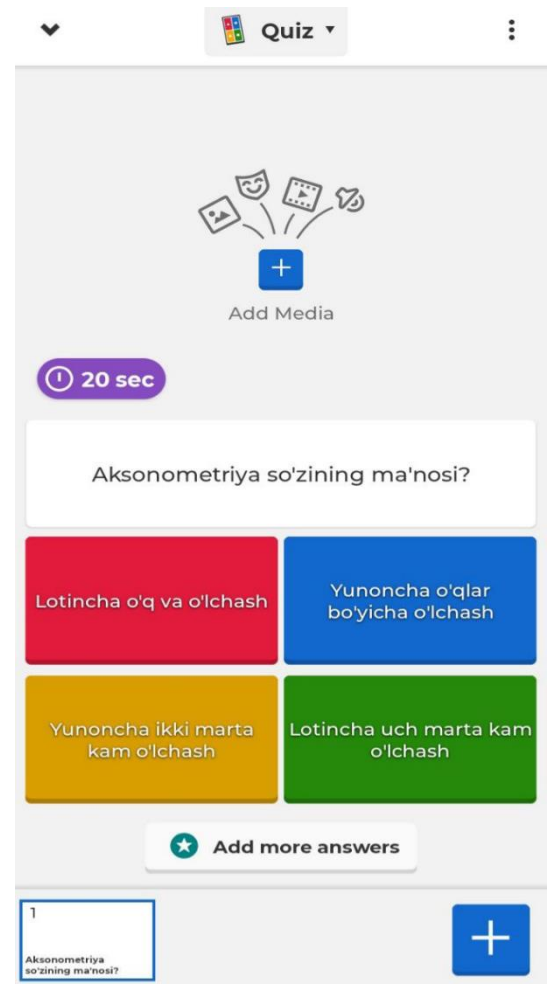 Quiz
Add Media
20 sec
Aksonometriya so'zining ma'nosi?
Lotincha o'q va o'lchash
Yunoncha o'qlar
bo'yicha o'lchash
Yunoncha ikki marta
kam o'lchash
Lotincha uch marta kam
o'lchash
Add more answers
1
Aksonometriya
so'zining ma'nosi?